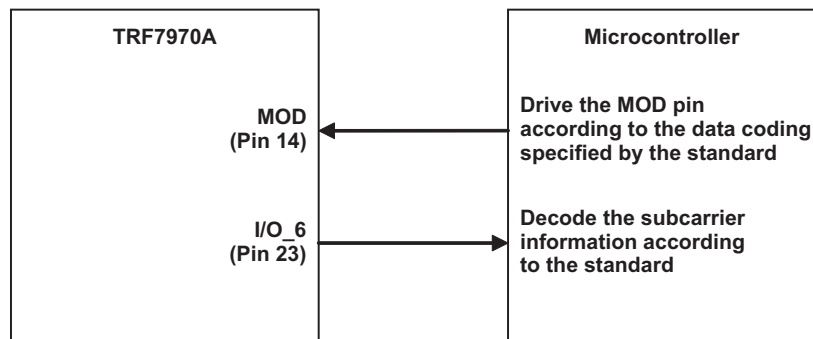 TRF7970A
Microcontroller
MOD
(Pin 14)
Drive the MOD pin
according to the data coding
specified by the standard
I/O_6
(Pin 23)
Decode the subcarrier
information according
to the standard